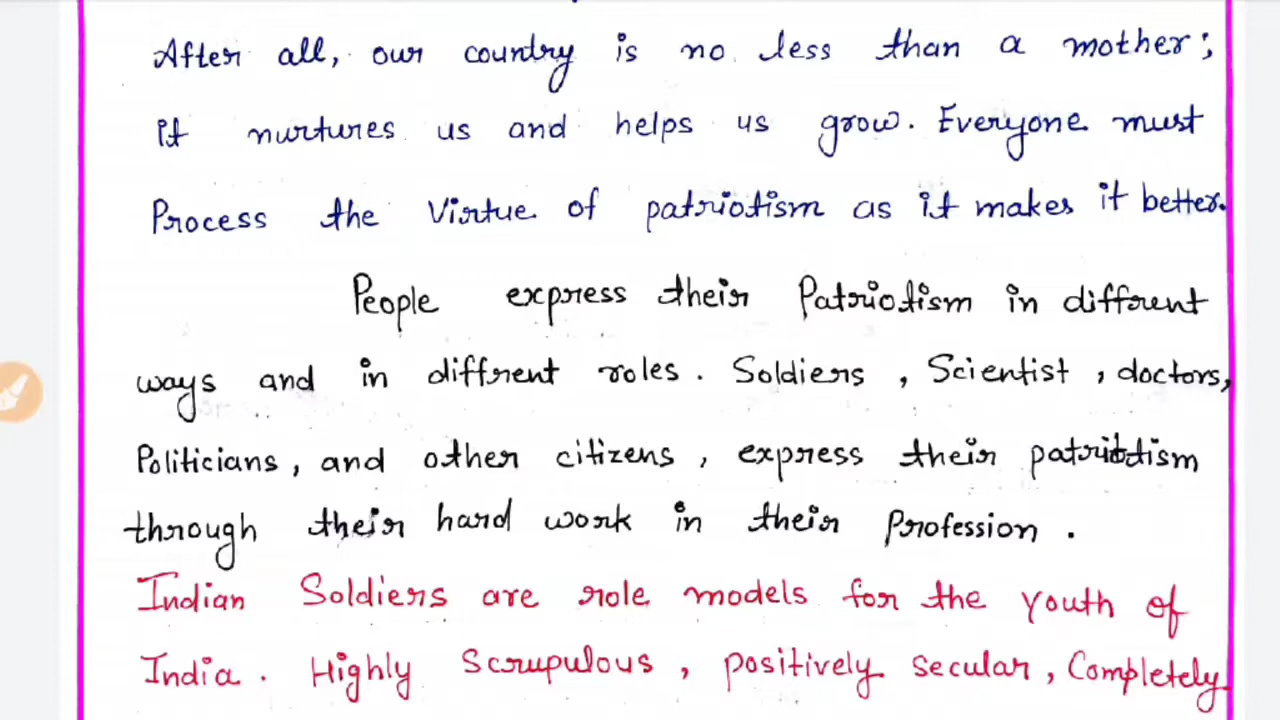 After all, our country is no less than a mother;
it nurtures us and helps us grow. Everyone must
Process the Virtue of patriotism as it makes it better.
People express their Patriotism in different
ways and in different roles. Soldiers, Scientist, doctors,
Politicians, and other citizens, express their patriotism
through their hard work in their Profession.
Indian Soldiers are role models for the youth of
India. Highly Scrupulous, positively secular, Completely